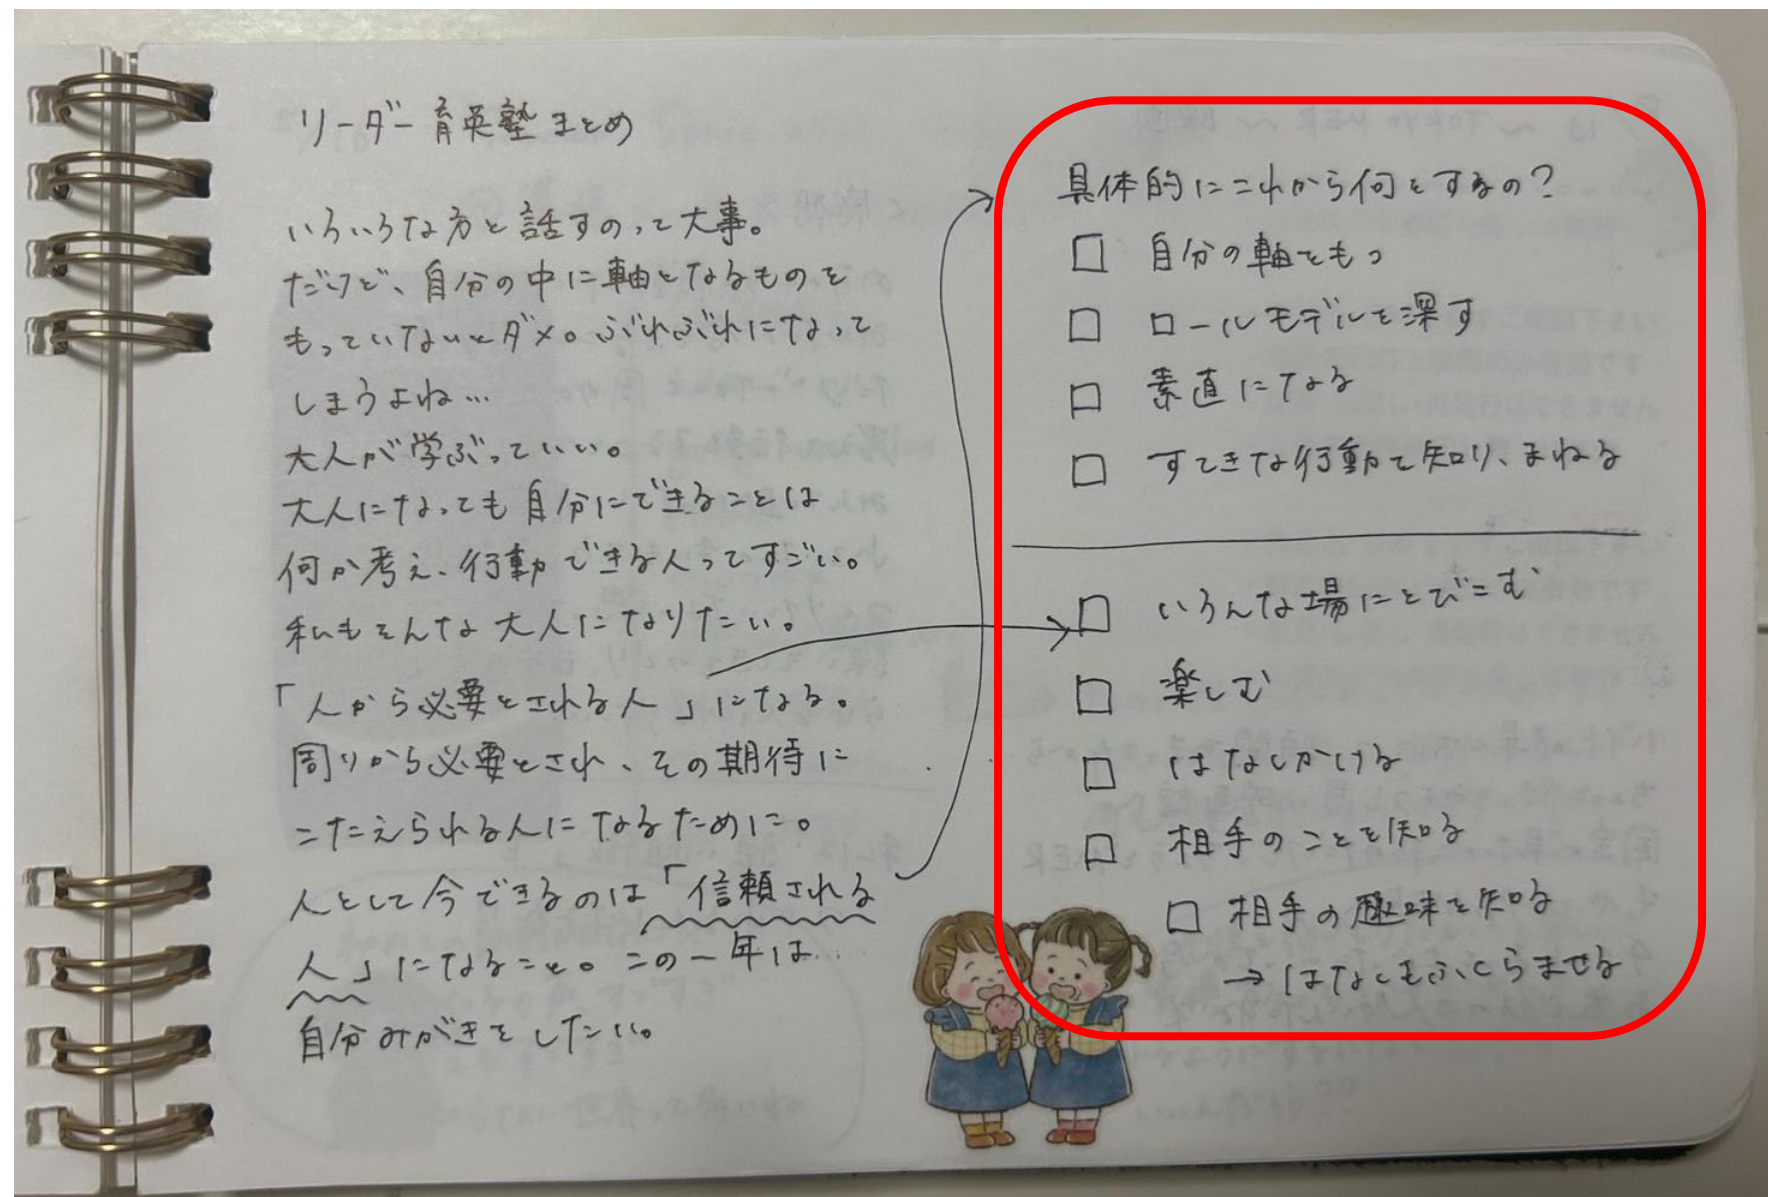 リーダー育英塾まとめ
いろいろな方と話すのって大事。
だけど、自分の中に軸となるものを
もっていないとダメ。ぶれぶれになって
しまうよね…
大人が学ぶっていい。
大人になっても自分にできることは
何か考え、行動できる人ってすごい。
私もそんな大人になりたい。
「人から必要とされる人」になる。
周りから必要とされ、その期待に
こたえられる人になるために。
人として今できるのは「信頼される
人」になること。この一年は…
自分みがきをしたい。
具体的にこれから何をするの?
□ 自分の軸をもつ
□ ロールモデルを深す
□ 素直になる
□ すてきな行動を知り、まねる
□ いろんな場にとびこむ
□ 楽しむ
□ はなしかける
□ 相手のことを知る
□ 相手の趣味を知る
→ はなしもふくらませる